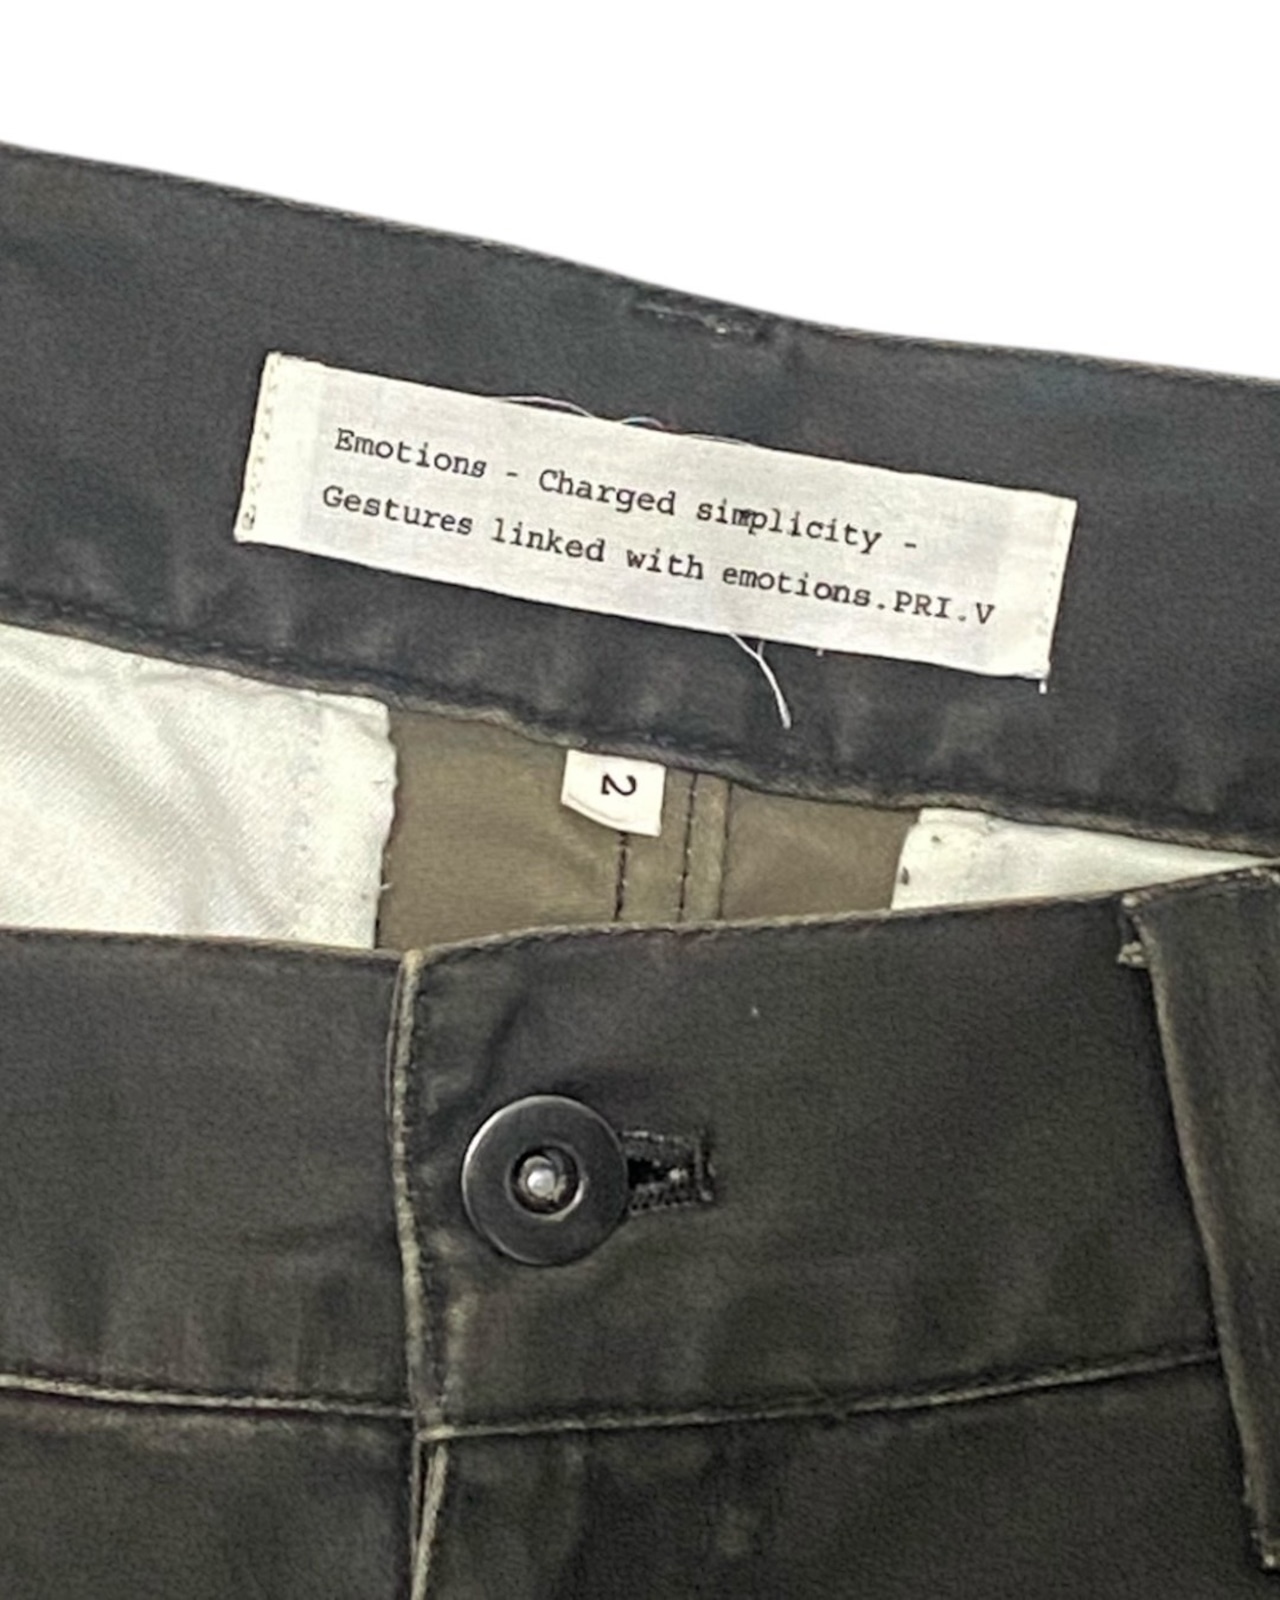 Emotions - Charged simplicity -
Gestures linked with emotions.PRI.V
2